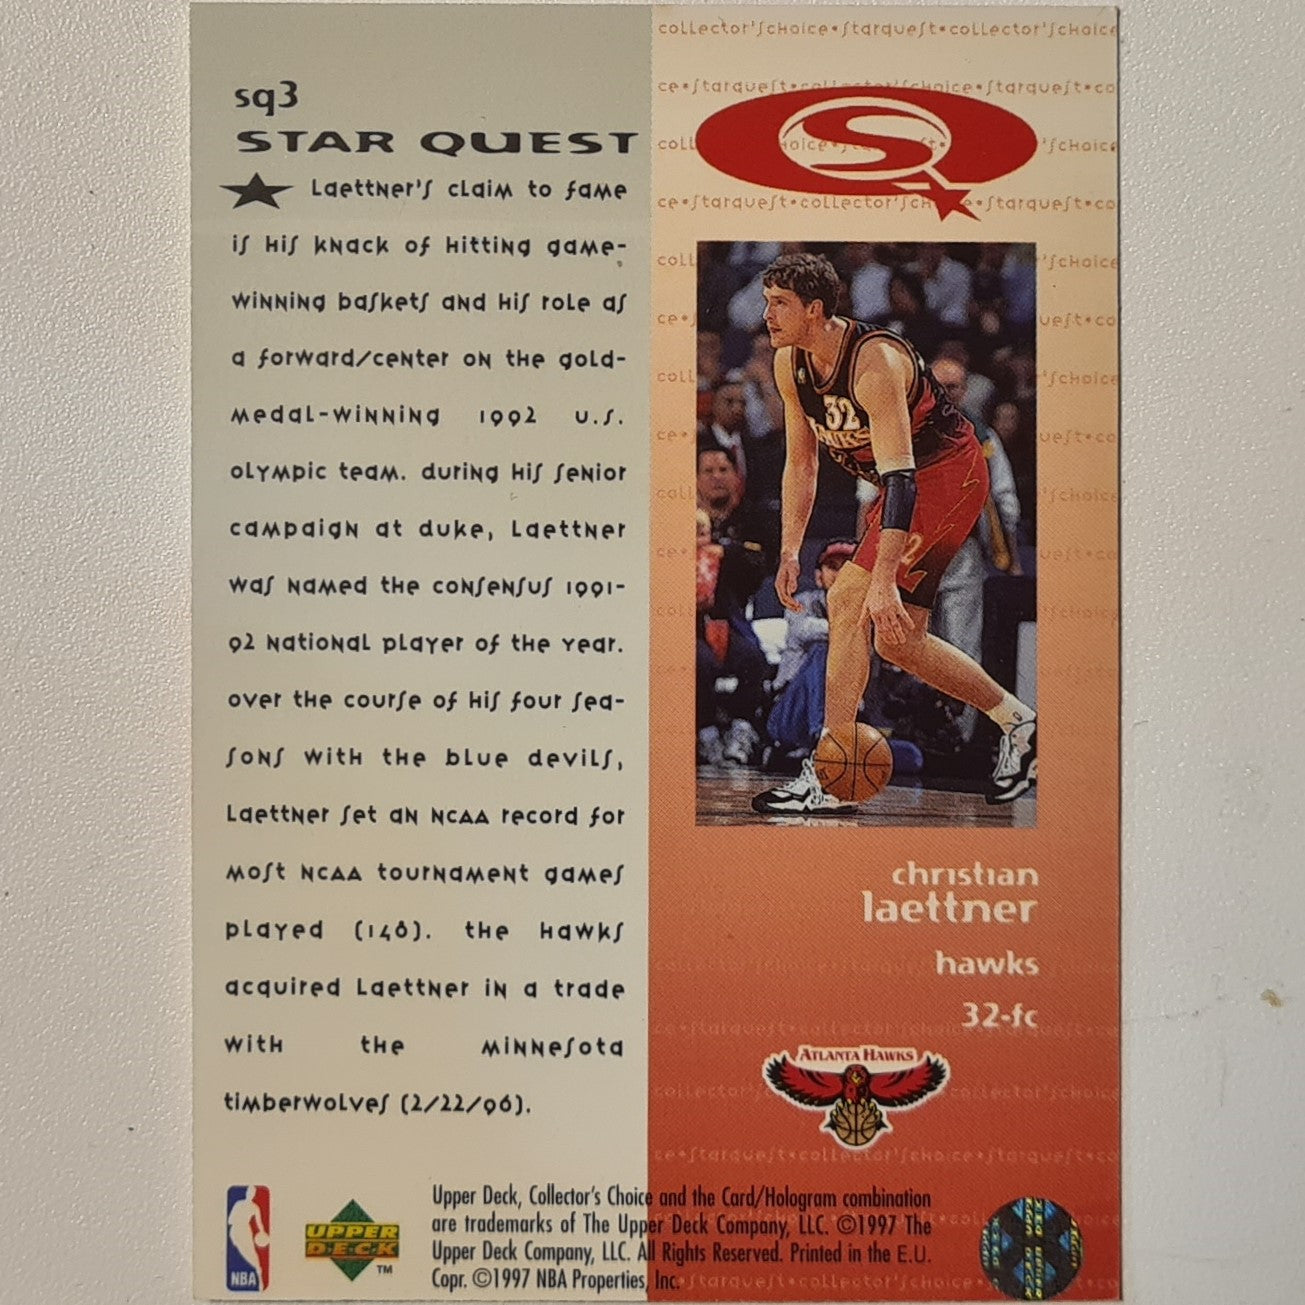 sq3
STAR QUEST
Laettner's claim to fame
is his knack of hitting game-
winning baskets and his role as
a forward/center on the gold-
medal-winning 1992 u.s.
olympic team. during his senior
campaign at duke, Laettner
was named the consensus 1991-
92 national player of the year.
over the course of his four sea-
sons with the blue devils,
Laettner set an NCAA record for
most NCAA tournament games
played (148). the hawks
acquired Laettner in a trade
with the minnesota
timberwolves (2/22/96).
collector's choice•starquest•collector's choice
QS
32
HAWKS
christian
laettner
hawks
32-fc
ATLANTA HAWKS
NBA
UPPER
DECK
™
Upper Deck, Collector's Choice and the Card/Hologram combination
are trademarks of The Upper Deck Company, LLC. ©1997 The
Upper Deck Company, LLC. All Rights Reserved. Printed in the E.U.
Copr. ©1997 NBA Properties, Inc.